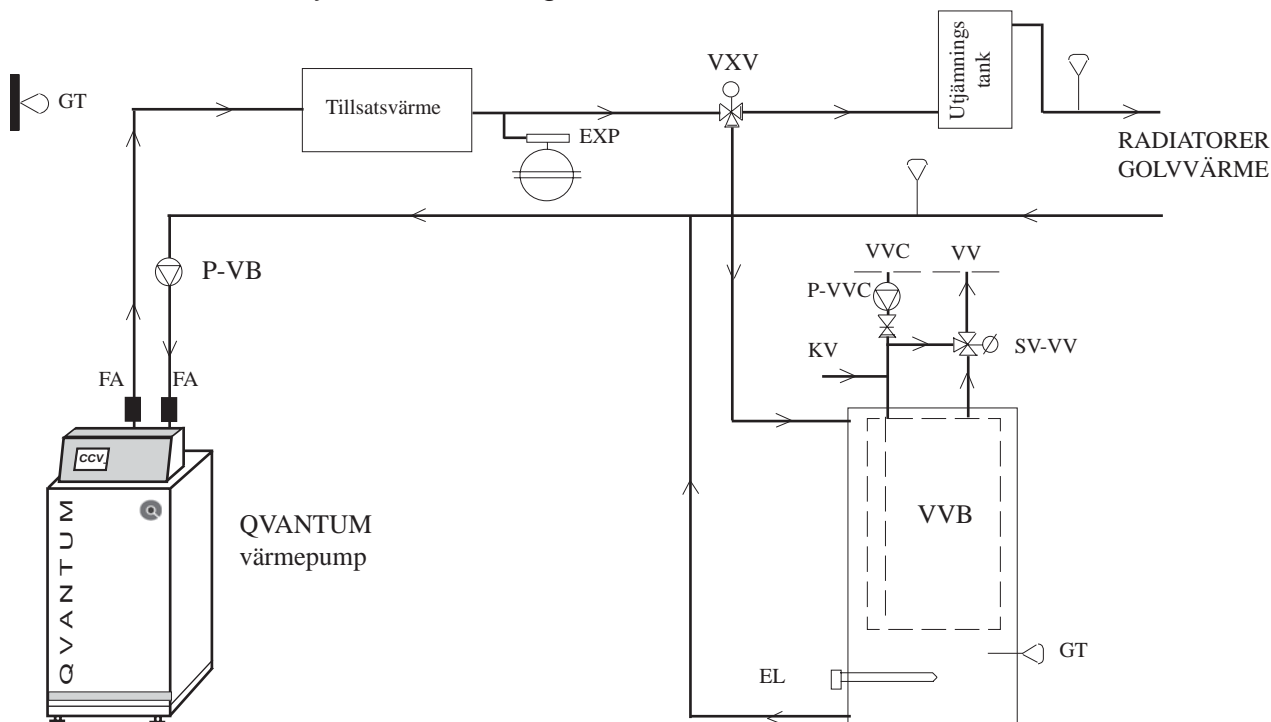 VXV
Utjämnings
tank
GT
Tillsatsvärme
EXP
RADIATORER
GOLVVÄRME
P-VB
VVC
VV
P-VVC
KV
SV-VV
FA
FA
CCV
QVANTUM
QVANTUM
värmepump
VVB
GT
EL